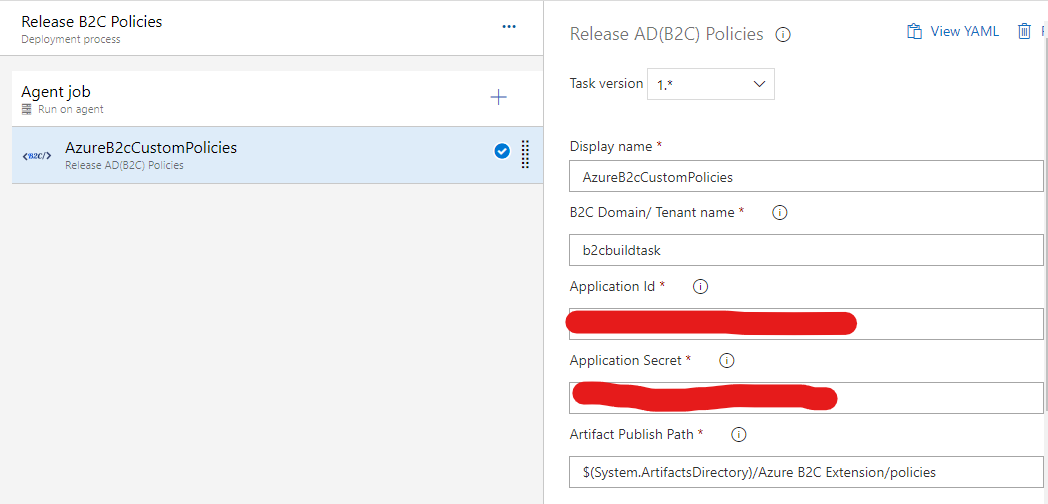 Release B2C Policies
...
Deployment process
Agent job
Run on agent
<B2C/>
AzureB2cCustomPolicies
Release AD(B2C) Policies
Release AD(B2C) Policies
View YAML
Task version
1.*
Display name *
AzureB2cCustomPolicies
B2C Domain/ Tenant name *
b2cbuildtask
Application Id *
Application Secret *
Artifact Publish Path *
$(System.ArtifactsDirectory)/Azure B2C Extension/policies